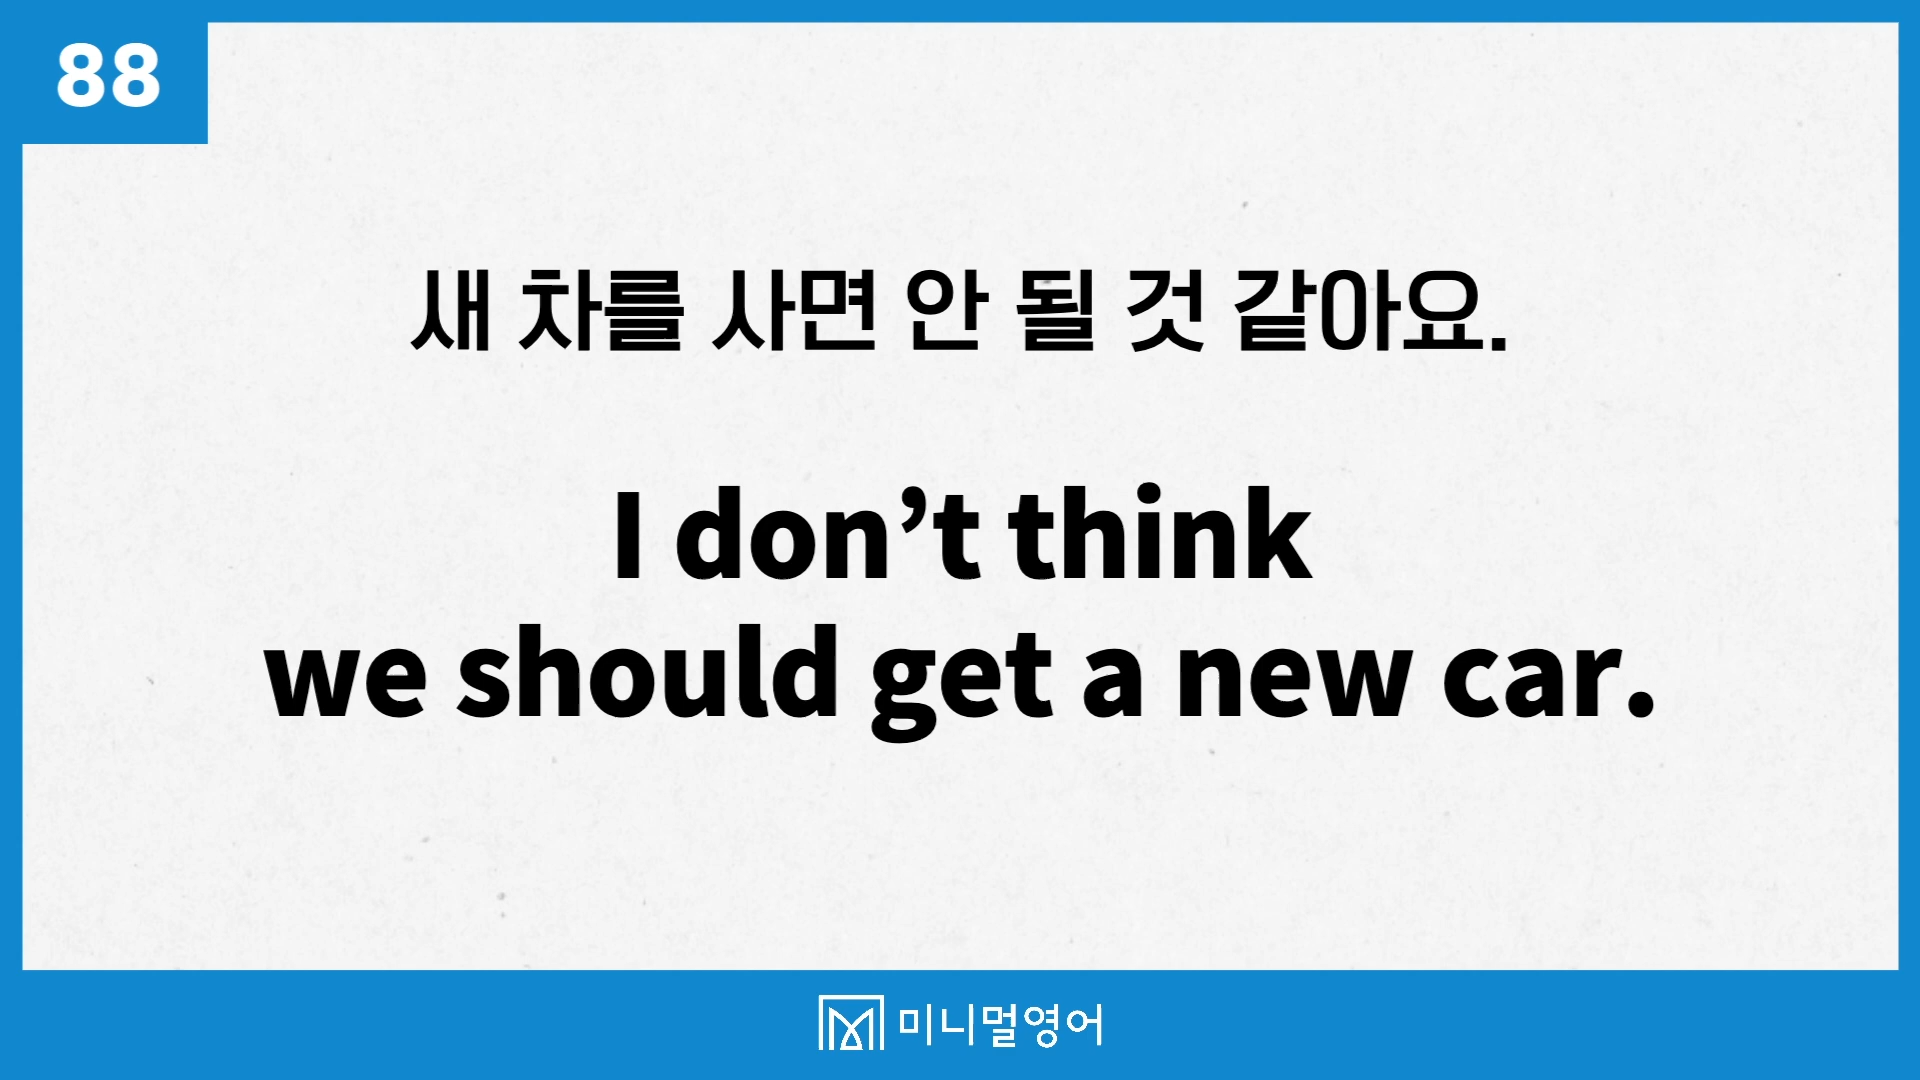 88
새 차를 사면 안 될 것 같아요.
I don’t think
we should get a new car.
미니멀영어